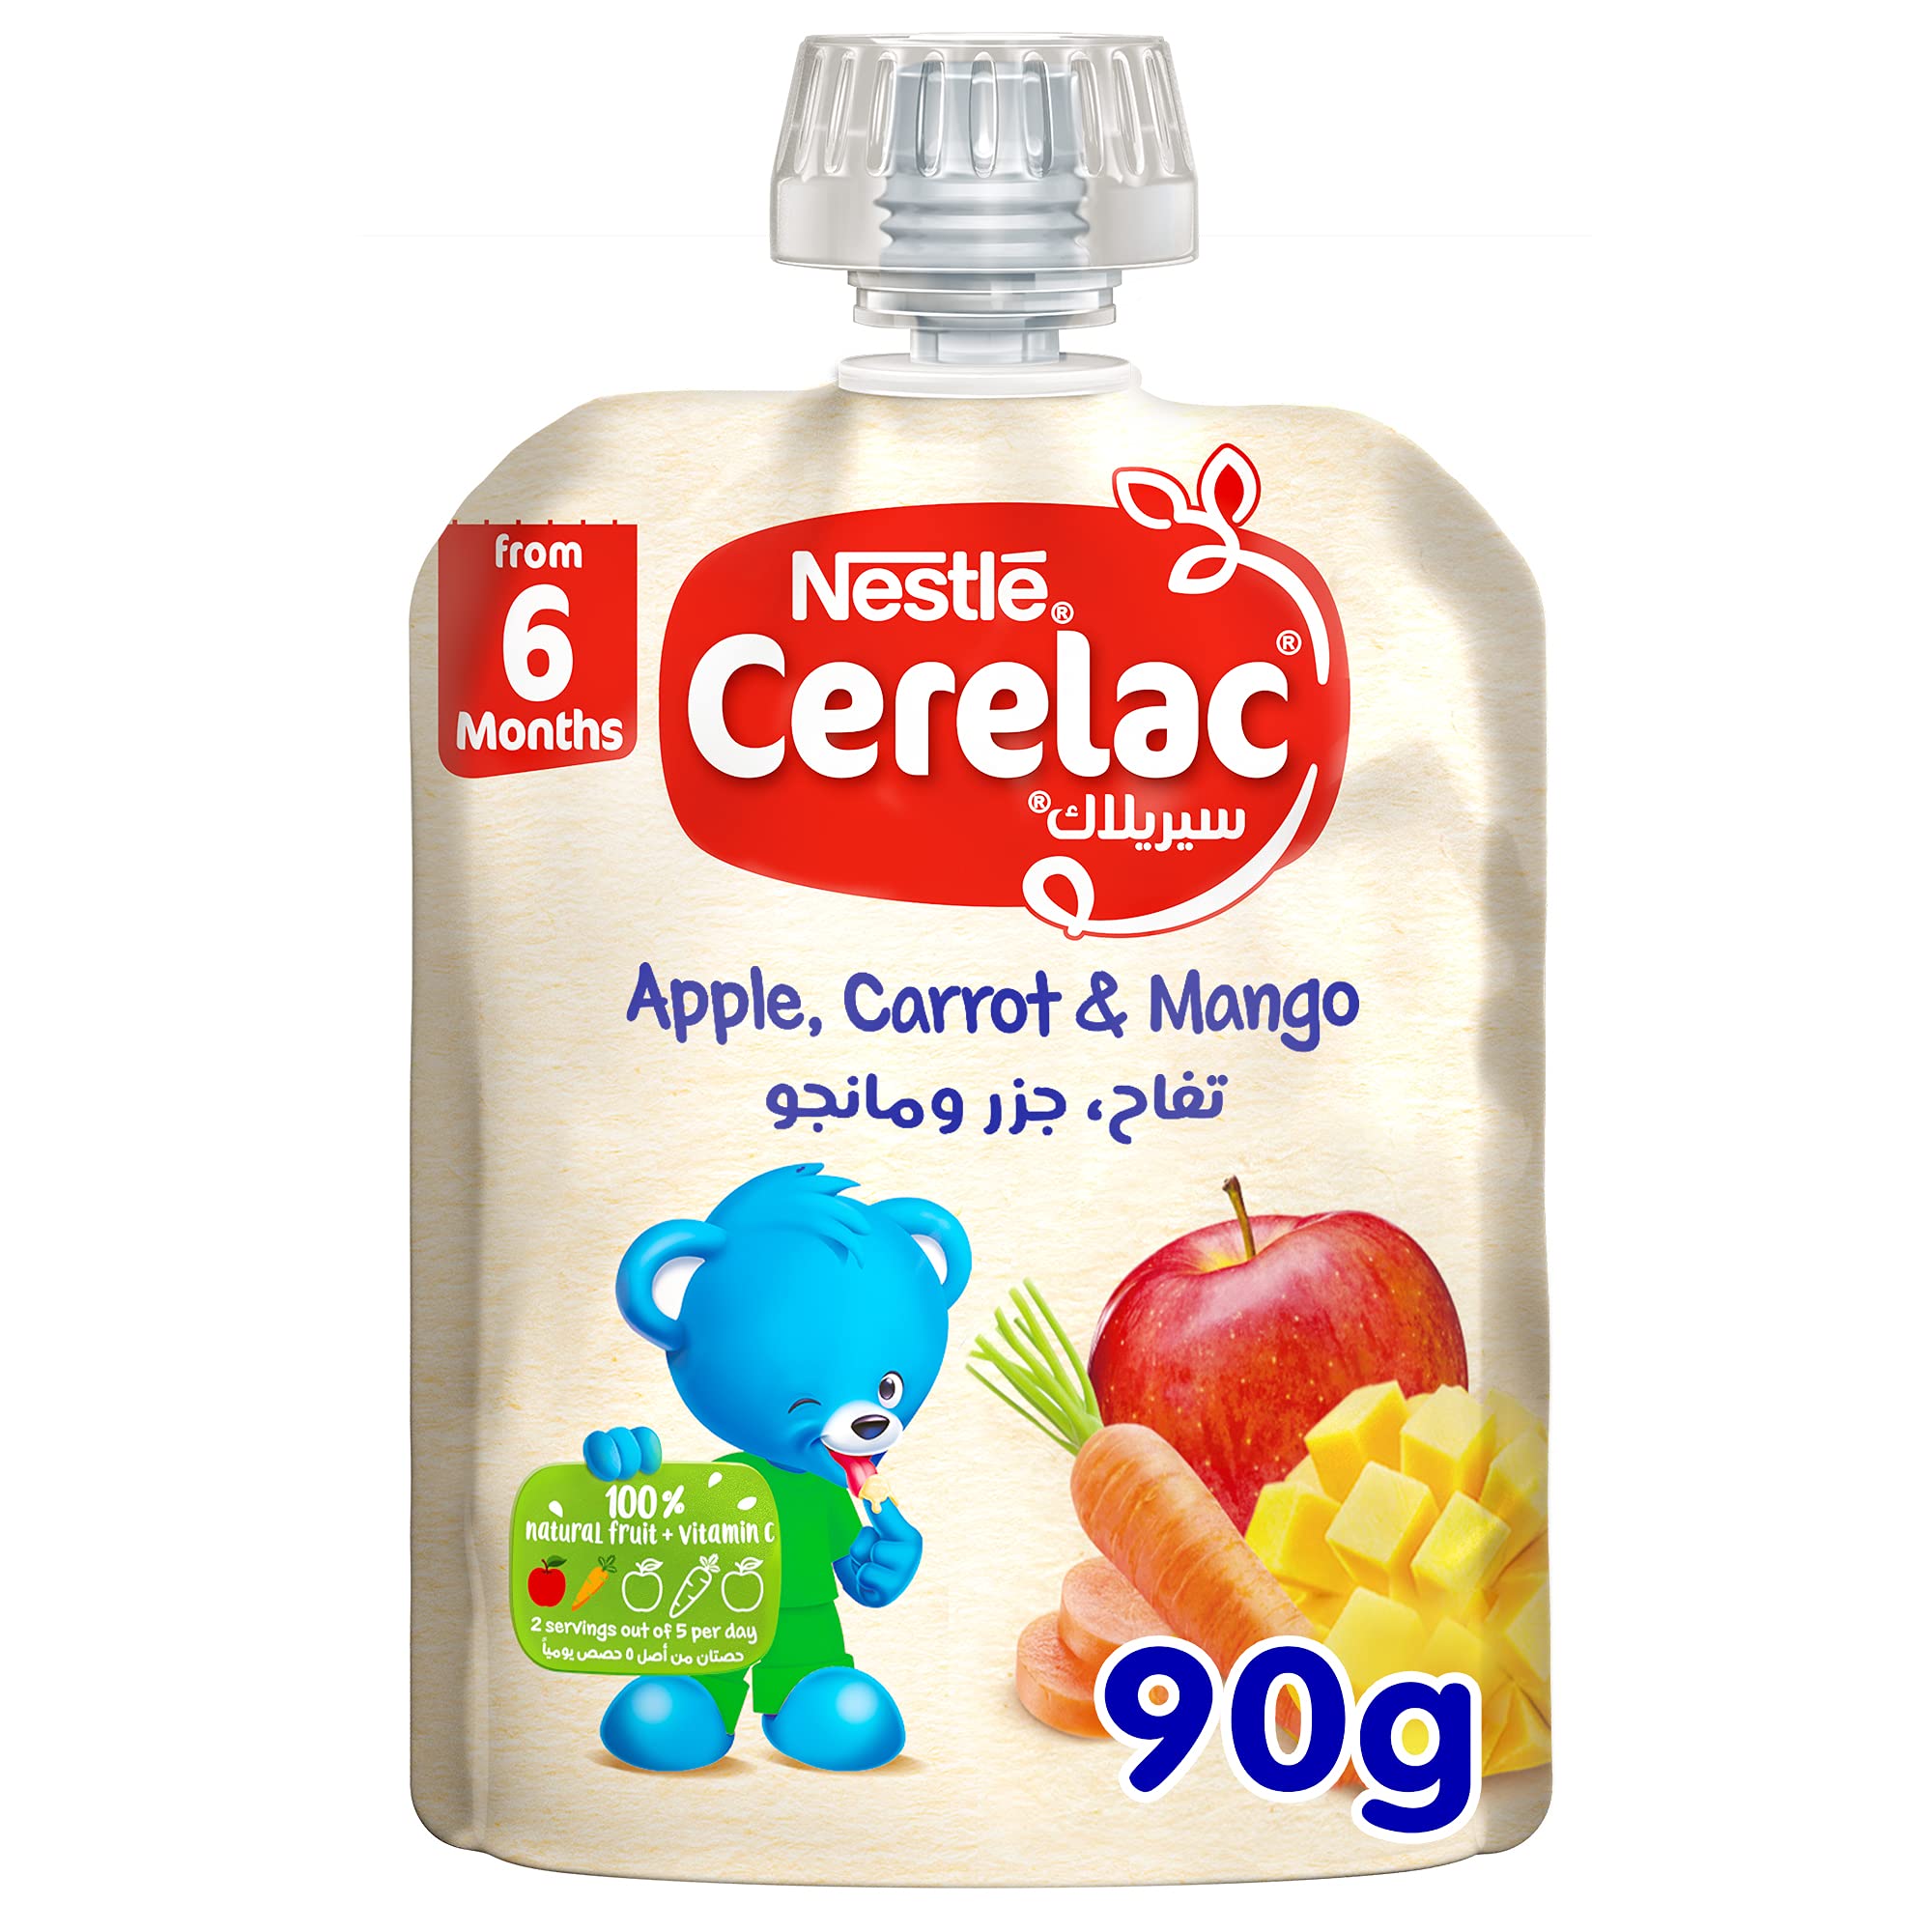 from
6
Months
Nestlé®
Cerelac®
سيريلاك®
Apple, Carrot & Mango
تفاح، جزر ومانجو
100%
natural fruit + vitamin C
2 servings out of 5 per day
حصتان من أصل ٥ حصص يومياً
90g